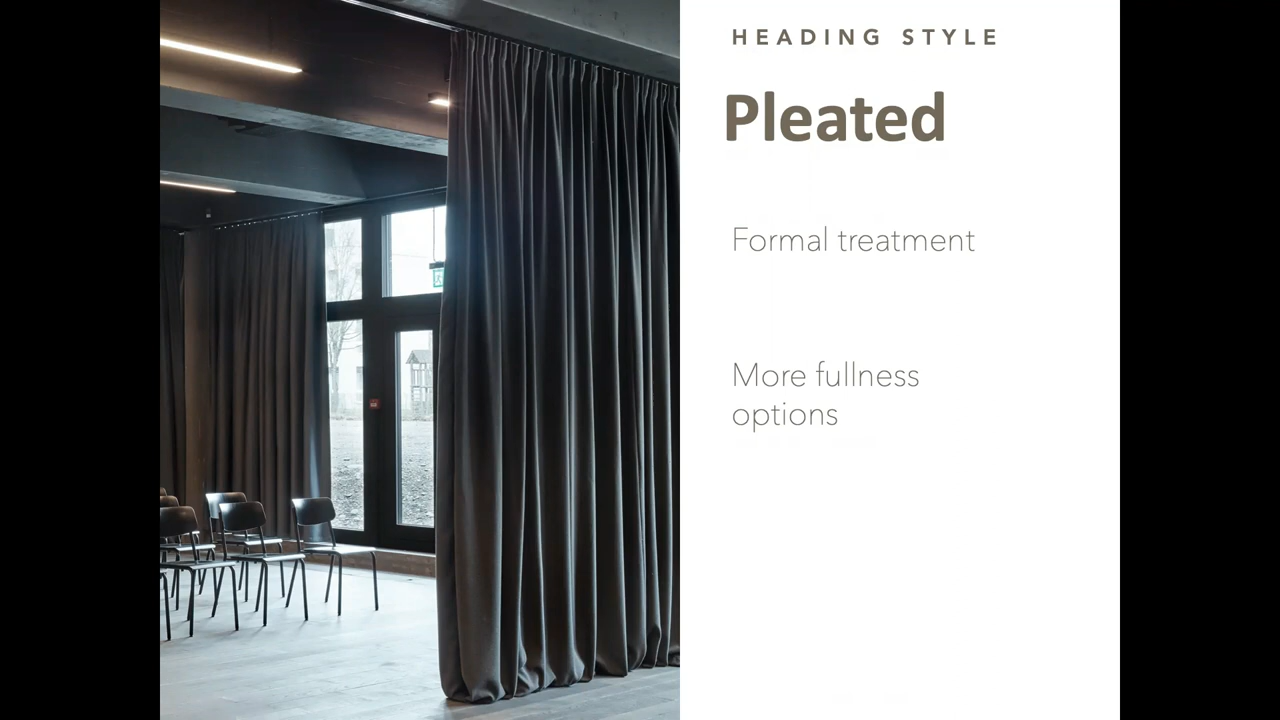 HEADING STYLE
Pleated
Formal treatment
More fullness
options